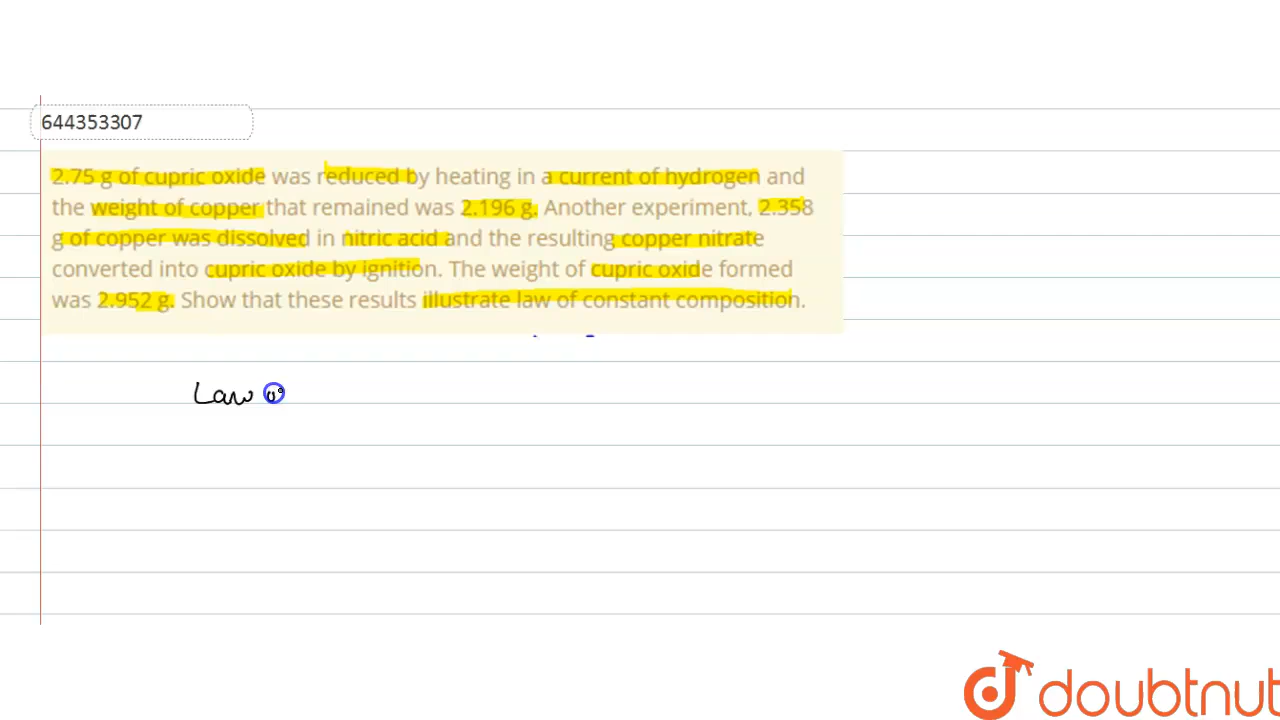 644353307
2.75 g of cupric oxide was reduced by heating in a current of hydrogen and
the weight of copper that remained was 2.196 g. Another experiment, 2.358
g of copper was dissolved in nitric acid and the resulting copper nitrate
converted into cupric oxide by ignition. The weight of cupric oxide formed
was 2.952 g. Show that these results illustrate law of constant composition.
Law
doubtnut